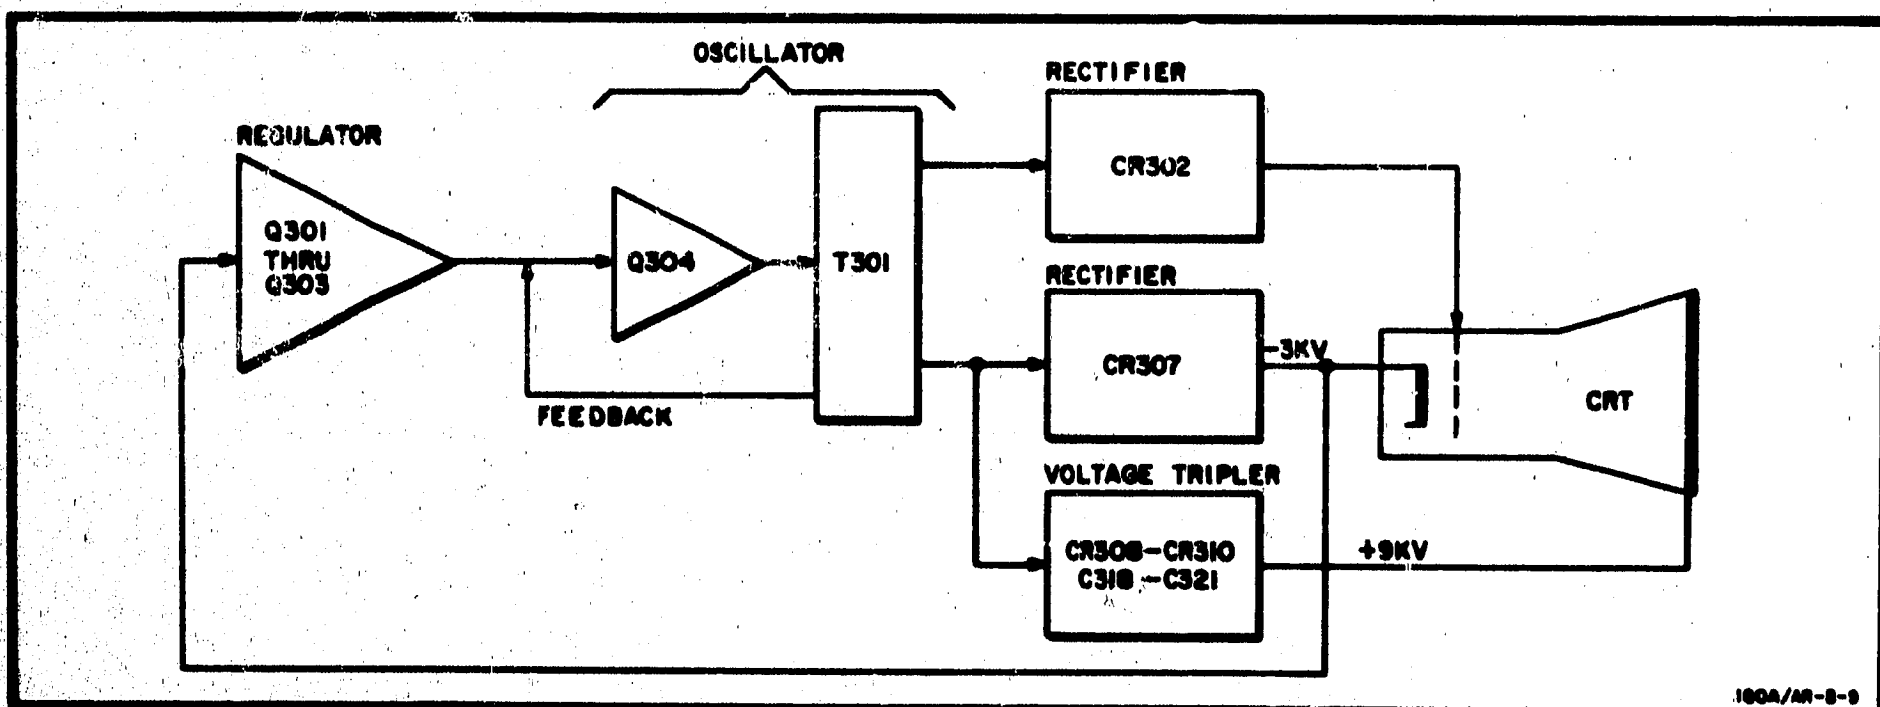 OSCILLATOR
RECTIFIER
REGULATOR
CR302
Q301
THRU
Q303
Q304
T301
RECTIFIER
-3KV
CR307
CRT
FEEDBACK
VOLTAGE TRIPLER
CR308-CR310
C318-C321
+9KV
180A/AR-8-9